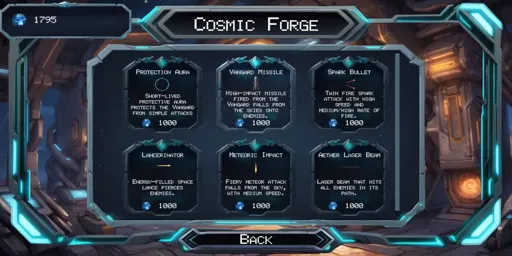 1795
Cosmic Forge
Protection Aura
Short-lived
protective aura
protects the Vangard
from simple attacks
1000
Vangard Missile
High-impact missile
fired from the
Vangard falls from
the skies onto
enemies.
1000
Spark Bullet
Twin fire spark
attack with high
speed and
medium/high rate of
fire.
1000
Lancerinator
Energy-filled space
lance pierces
enemies.
1000
Meteoric Impact
Fiery meteor attack
falls from the sky,
with medium speed.
1000
Aether Laser Beam
Laser beam that hits
all enemies in its
path.
1000
Back